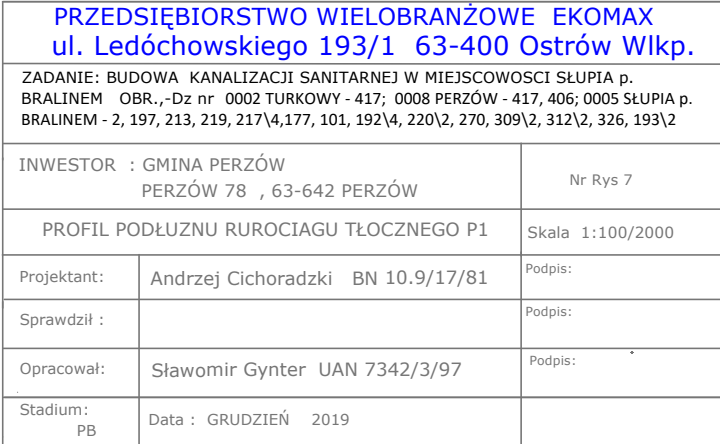 PRZEDSIĘBIORSTWO WIELOBRANŻOWE EKOMAX
ul. Ledóchowskiego 193/1 63-400 Ostrów Wlkp.
ZADANIE: BUDOWA KANALIZACJI SANITARNEJ W MIEJSCOWOSCI SŁUPIA p.
BRALINEM OBR.,-Dz nr 0002 TURKOWY - 417; 0008 PERZÓW - 417, 406; 0005 SŁUPIA p.
BRALINEM - 2, 197, 213, 219, 217\4,177, 101, 192\4, 220\2, 270, 309\2, 312\2, 326, 193\2
INWESTOR : GMINA PERZÓW
PERZÓW 78 , 63-642 PERZÓW
Nr Rys 7
PROFIL PODŁUZNU RUROCIAGU TŁOCZNEGO P1
Skala 1:100/2000
Projektant:
Andrzej Cichoradzki BN 10.9/17/81
Podpis:
Sprawdził :
Podpis:
Opracował:
Sławomir Gynter UAN 7342/3/97
Podpis:
Stadium:
PB
Data : GRUDZIEŃ 2019